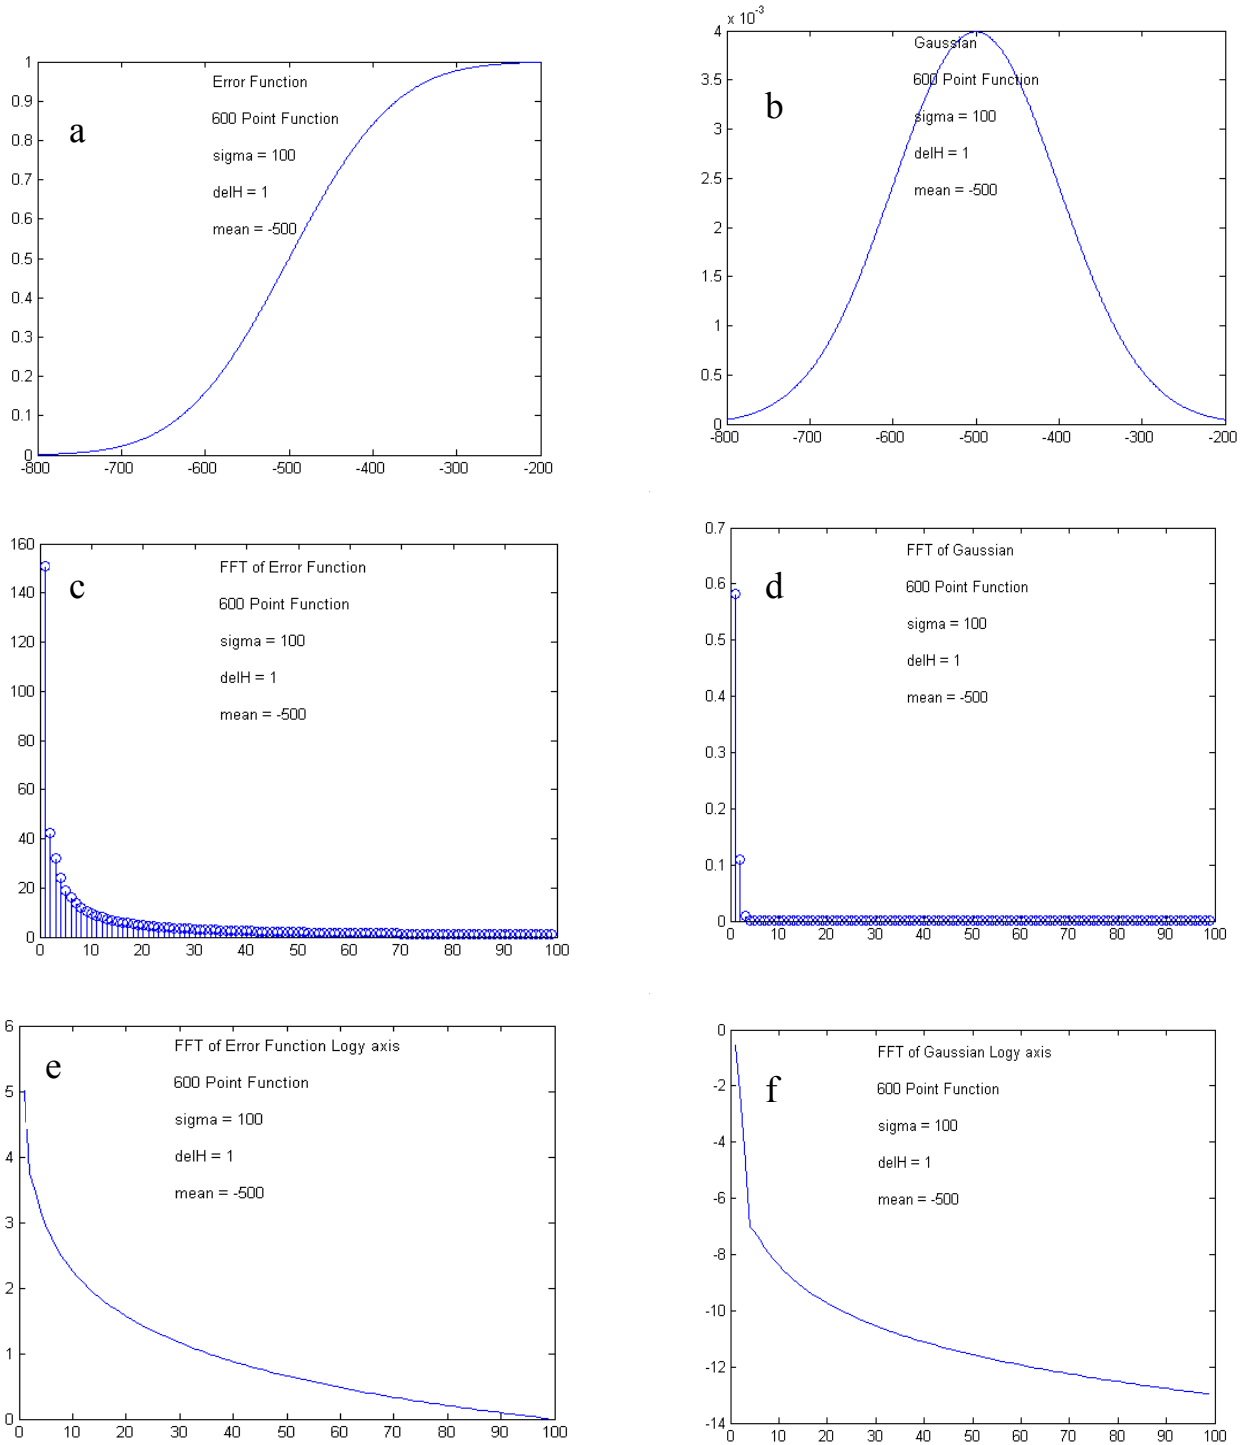 a
Error Function
600 Point Function
sigma = 100
delH = 1
mean = -500
1
0.9
0.8
0.7
0.6
0.5
0.4
0.3
0.2
0.1
0
-800 -700 -600 -500 -400 -300 -200
b
x 10-3
Gaussian
600 Point Function
sigma = 100
delH = 1
mean = -500
4
3.5
3
2.5
2
1.5
1
0.5
0
-800 -700 -600 -500 -400 -300 -200
c
FFT of Error Function
600 Point Function
sigma = 100
delH = 1
mean = -500
160
140
120
100
80
60
40
20
0
0 10 20 30 40 50 60 70 80 90 100
d
FFT of Gaussian
600 Point Function
sigma = 100
delH = 1
mean = -500
0.7
0.6
0.5
0.4
0.3
0.2
0.1
0
0 10 20 30 40 50 60 70 80 90 100
e
FFT of Error Function Logy axis
600 Point Function
sigma = 100
delH = 1
mean = -500
6
5
4
3
2
1
0
0 10 20 30 40 50 60 70 80 90 100
f
FFT of Gaussian Logy axis
600 Point Function
sigma = 100
delH = 1
mean = -500
0
-2
-4
-6
-8
-10
-12
-14
0 10 20 30 40 50 60 70 80 90 100